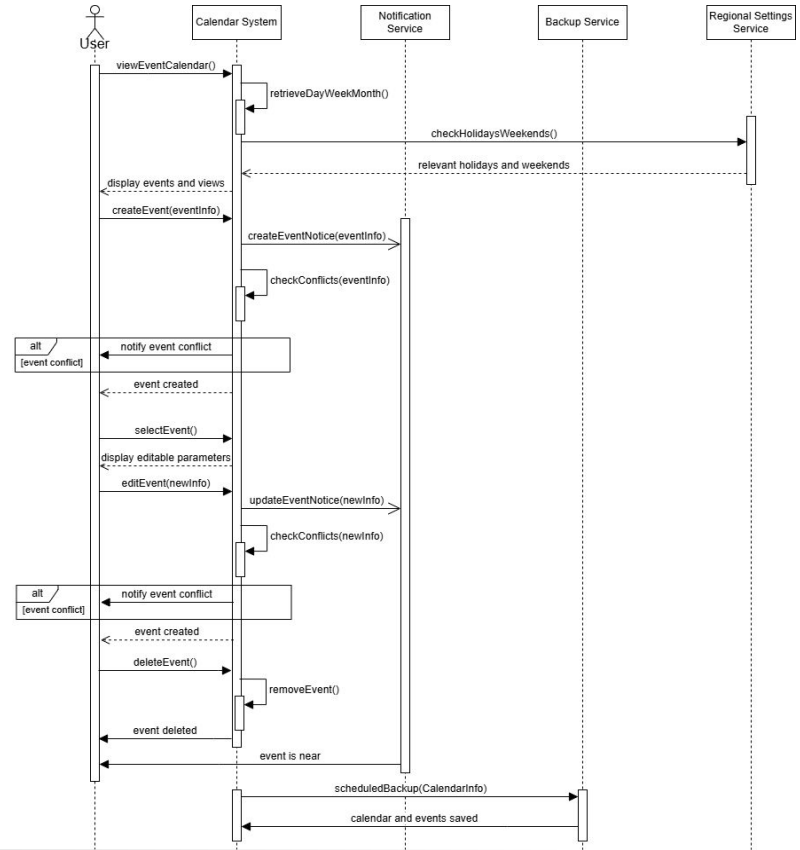 User
Calendar System
Notification
Service
Backup Service
Regional Settings
Service
viewEventCalendar()
retrieveDayWeekMonth()
checkHolidaysWeekends()
relevant holidays and weekends
display events and views
createEvent(eventInfo)
createEventNotice(eventInfo)
checkConflicts(eventInfo)
alt
notify event conflict
[event conflict]
event created
selectEvent()
display editable parameters
editEvent(newInfo)
updateEventNotice(newInfo)
checkConflicts(newInfo)
alt
notify event conflict
[event conflict]
event created
deleteEvent()
removeEvent()
event deleted
event is near
scheduledBackup(CalendarInfo)
calendar and events saved